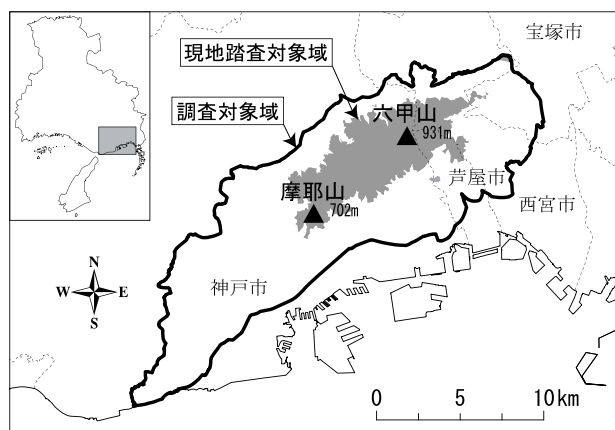 宝塚市
現地踏査対象域
調査対象域
六甲山
931m
芦屋市
西宮市
摩耶山
702m
神戸市
N
W E
S
0 5 10km